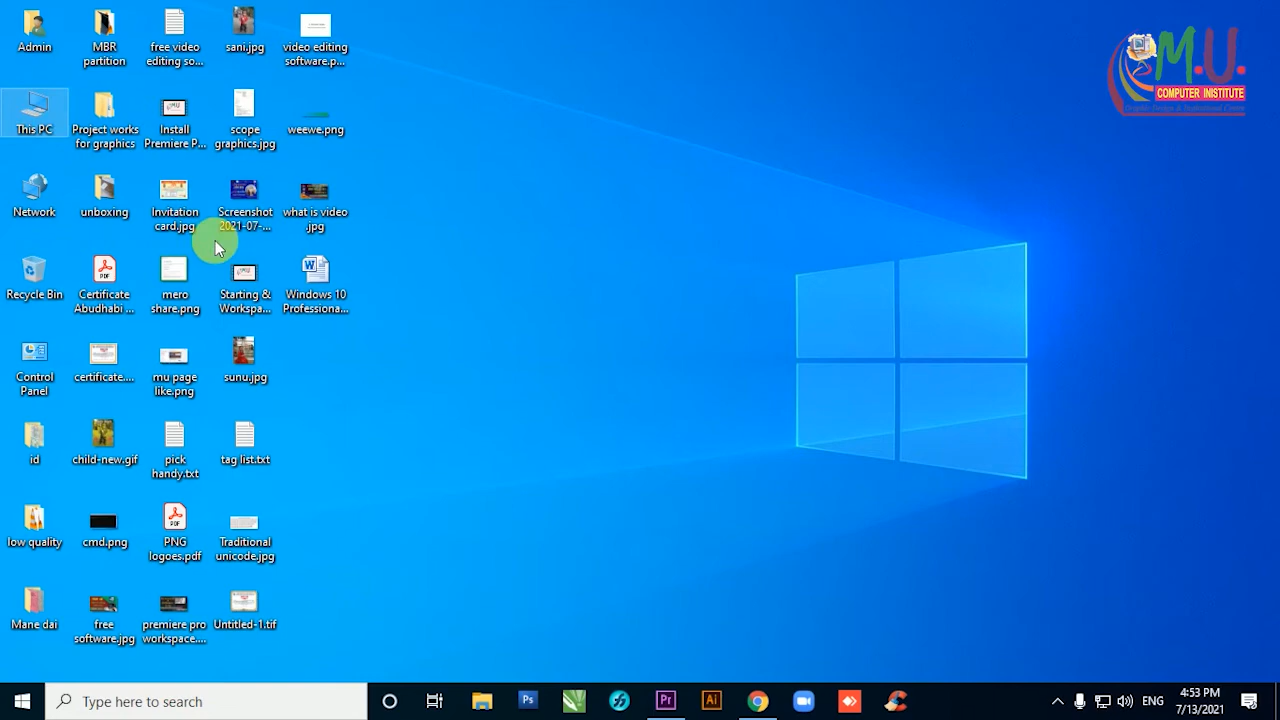 Admin
MBR
partition
free video
editing so...
sani.jpg
video editing
software.p...
M.U.
COMPUTER INISTITUTE
This PC
Project works
for graphics
Install
Premiere P...
scope
graphics.jpg
weewe.png
Network
unboxing
Invitation
card.jpg
Screenshot
2021-07-...
what is video
.jpg
Recycle Bin
Certificate
Abudhabi ...
mero
share.png
Starting &
Workspa...
Windows 10
Professiona...
Control
Panel
certificate....
mu page
like.png
sunu.jpg
id
child-new.gif
pick
handy.txt
tag list.txt
low quality
cmd.png
PNG
logoes.pdf
Traditional
unicode.jpg
Mane dai
free
software.jpg
premiere pro
workspace....
Untitled-1.tif
Type here to search
Ps
Pr
Ai
ENG
4:53 PM
7/13/2021